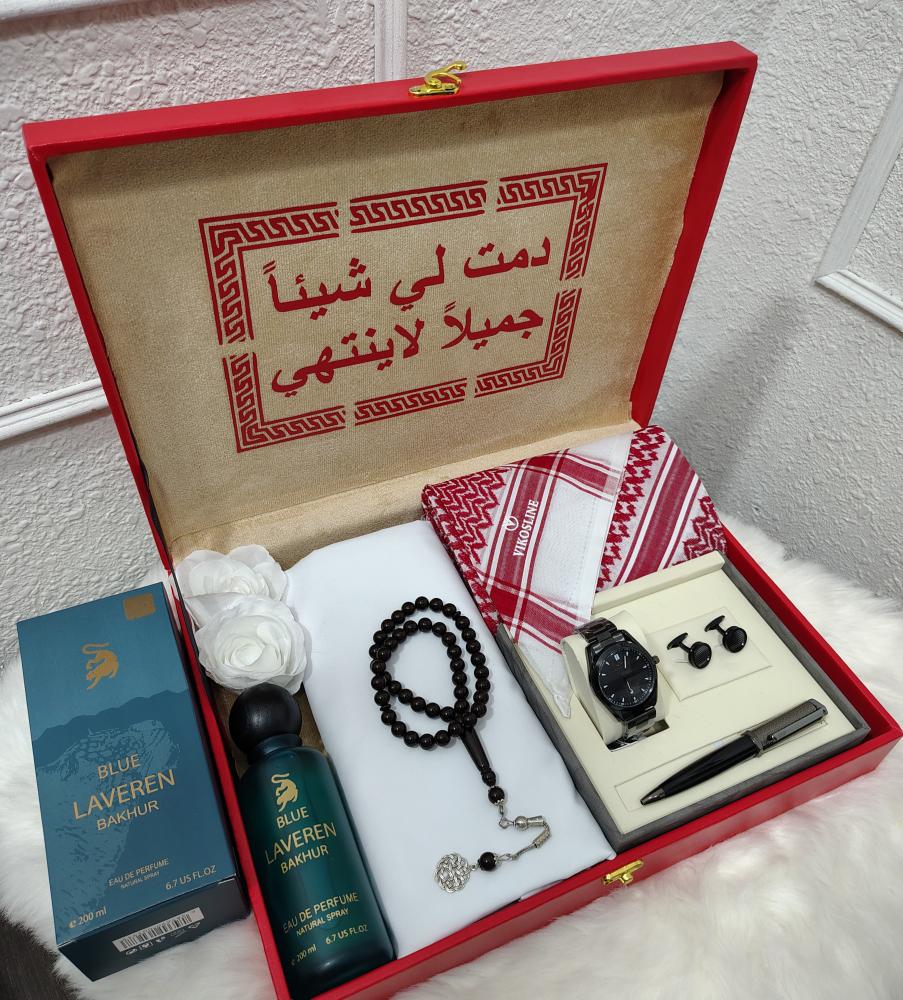 دمت لي شيئاً
جميلاً لاينتهي
VIKOSLINE
BLUE
LAVEREN
BAKHUR
EAU DE PERFUME
NATURAL SPRAY
e 200 ml 6.7 US FL.OZ
BLUE
LAVEREN
BAKHUR
EAU DE PERFUME
NATURAL SPRAY
e 200 ml 6.7 US FL.OZ